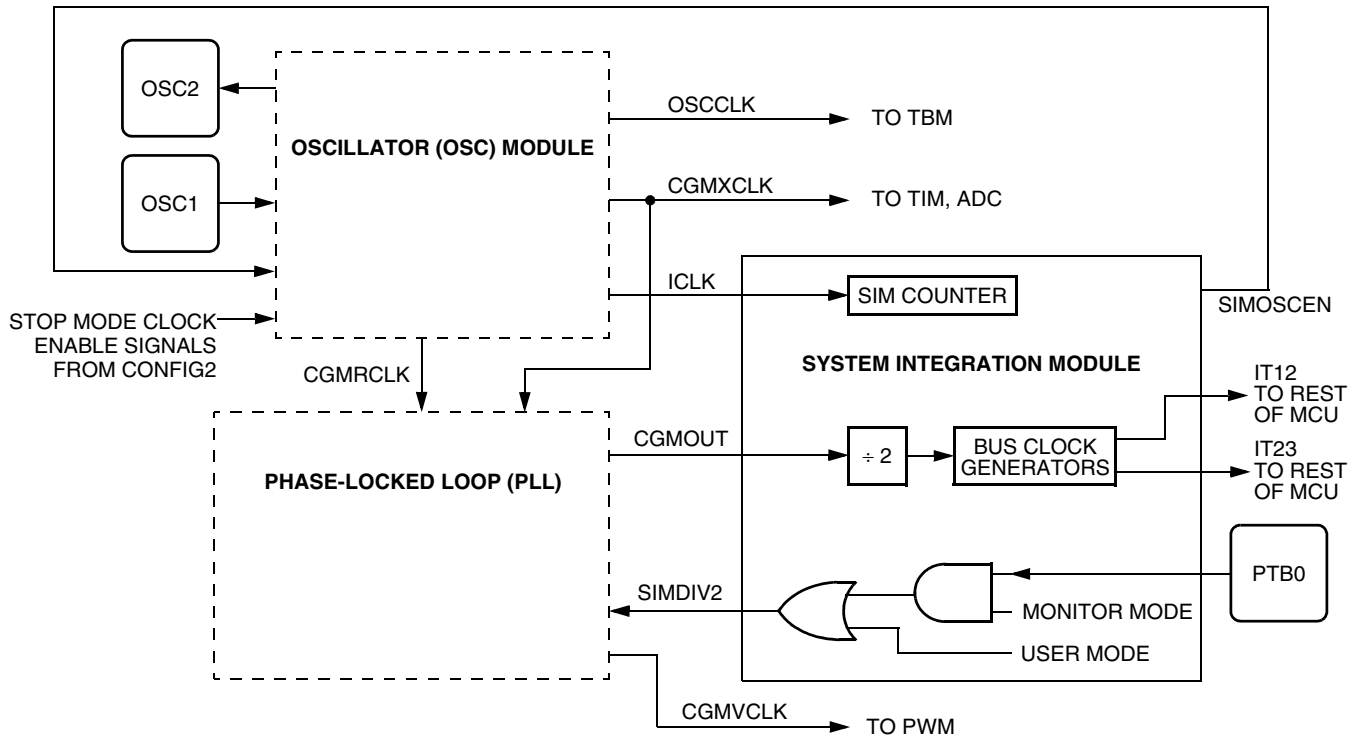 OSC2
OSCCLK
TO TBM
OSCILLATOR (OSC) MODULE
OSC1
CGMXCLK
TO TIM, ADC
ICLK
SIM COUNTER
SIMOSCEN
STOP MODE CLOCK
ENABLE SIGNALS
FROM CONFIG2
SYSTEM INTEGRATION MODULE
CGMRCLK
IT12
TO REST
OF MCU
CGMOUT
÷ 2
BUS CLOCK
GENERATORS
IT23
TO REST
OF MCU
PHASE-LOCKED LOOP (PLL)
PTB0
SIMDIV2
MONITOR MODE
USER MODE
CGMVCLK
TO PWM